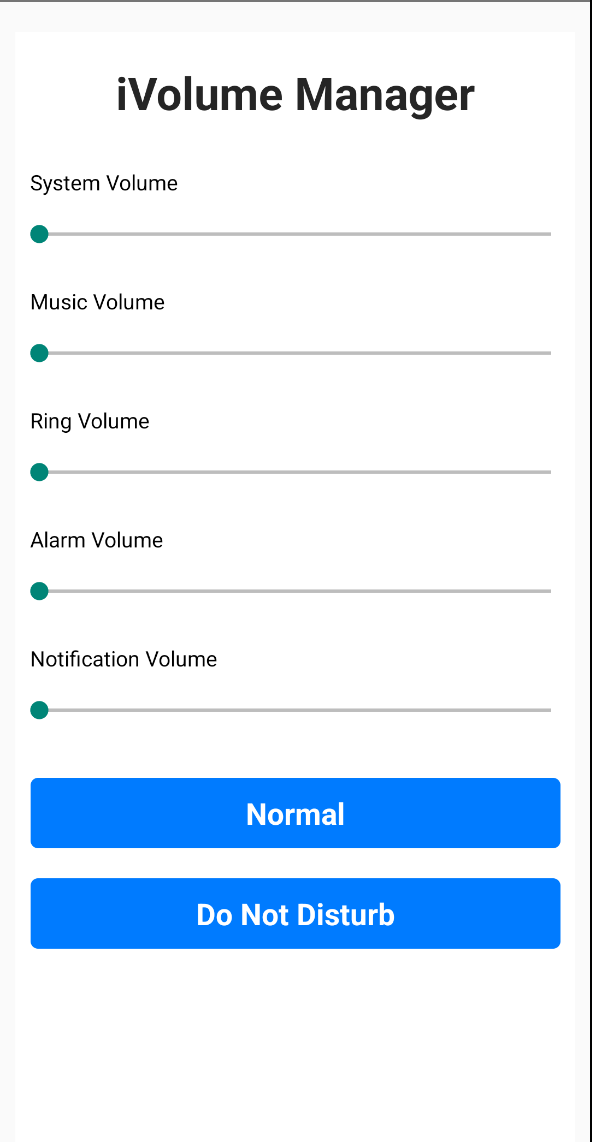 iVolume Manager
System Volume
Music Volume
Ring Volume
Alarm Volume
Notification Volume
Normal
Do Not Disturb